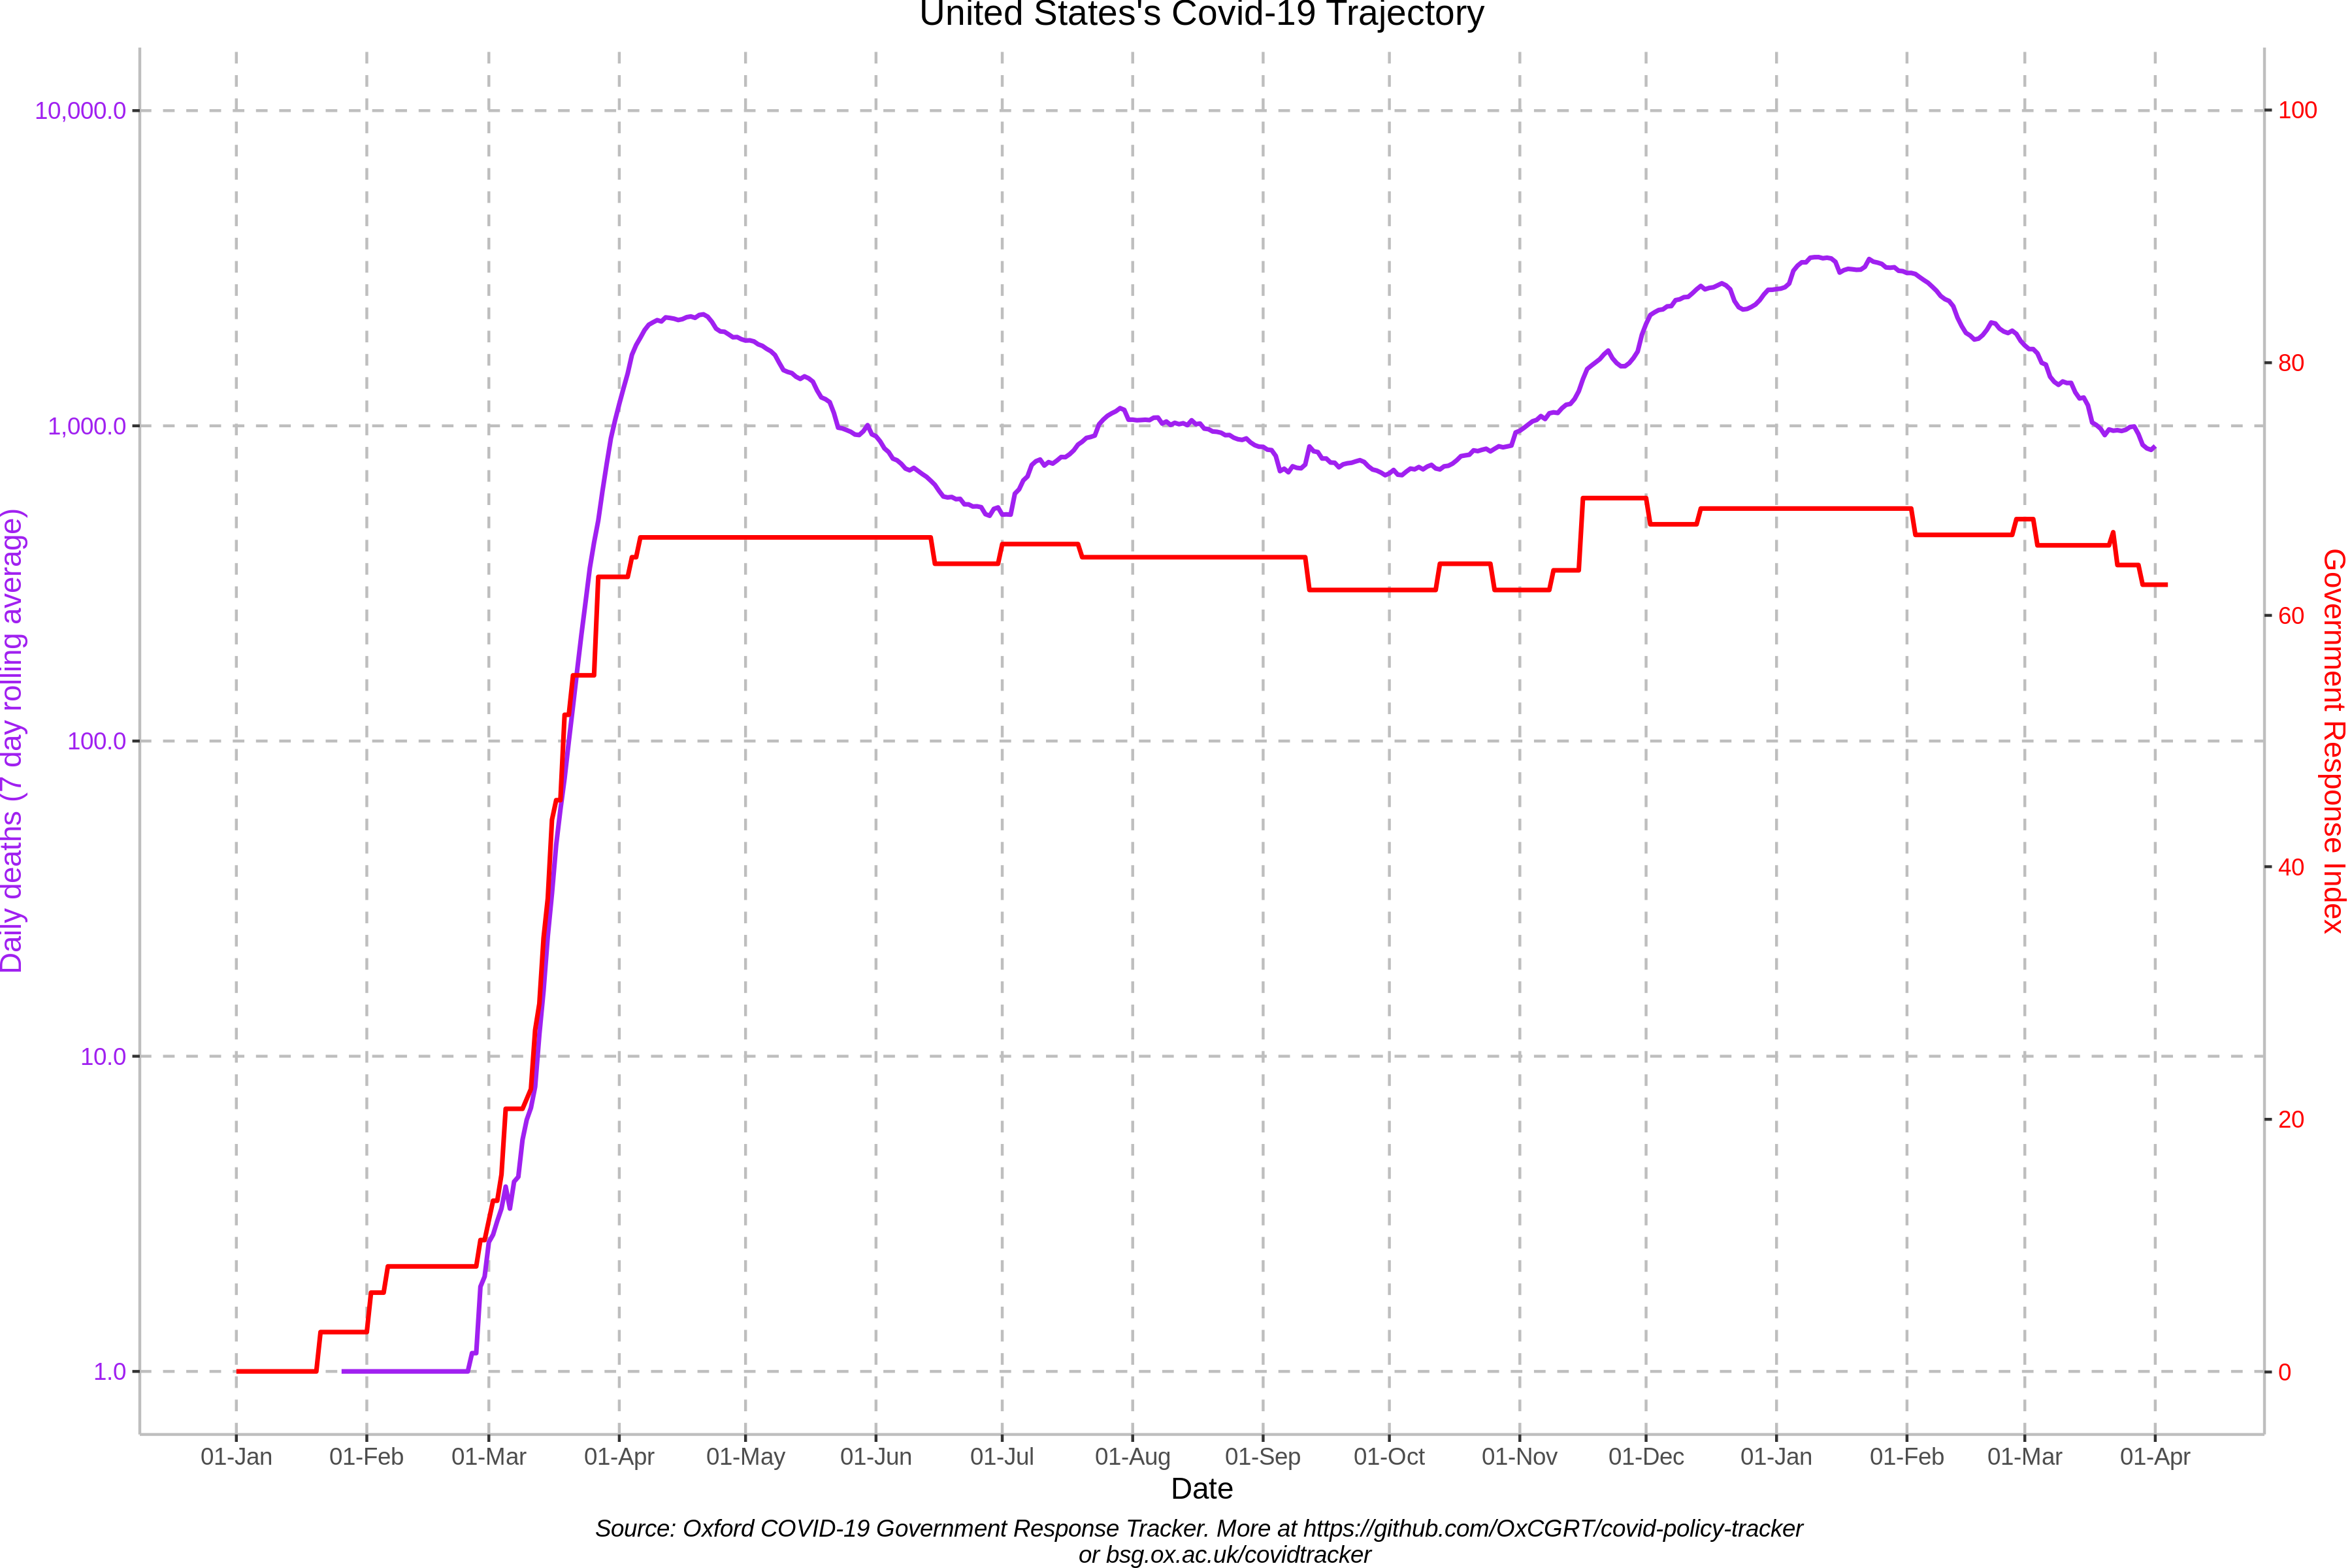 United States's Covid-19 Trajectory
10,000.0
1,000.0
100.0
10.0
1.0
Daily deaths (7 day rolling average)
100
80
60
40
20
0
Government Response Index
01-Jan 01-Feb 01-Mar 01-Apr 01-May 01-Jun 01-Jul 01-Aug 01-Sep 01-Oct 01-Nov 01-Dec 01-Jan 01-Feb 01-Mar 01-Apr
Date
Source: Oxford COVID-19 Government Response Tracker. More at https://github.com/OxCGRT/covid-policy-tracker
or bsg.ox.ac.uk/covidtracker